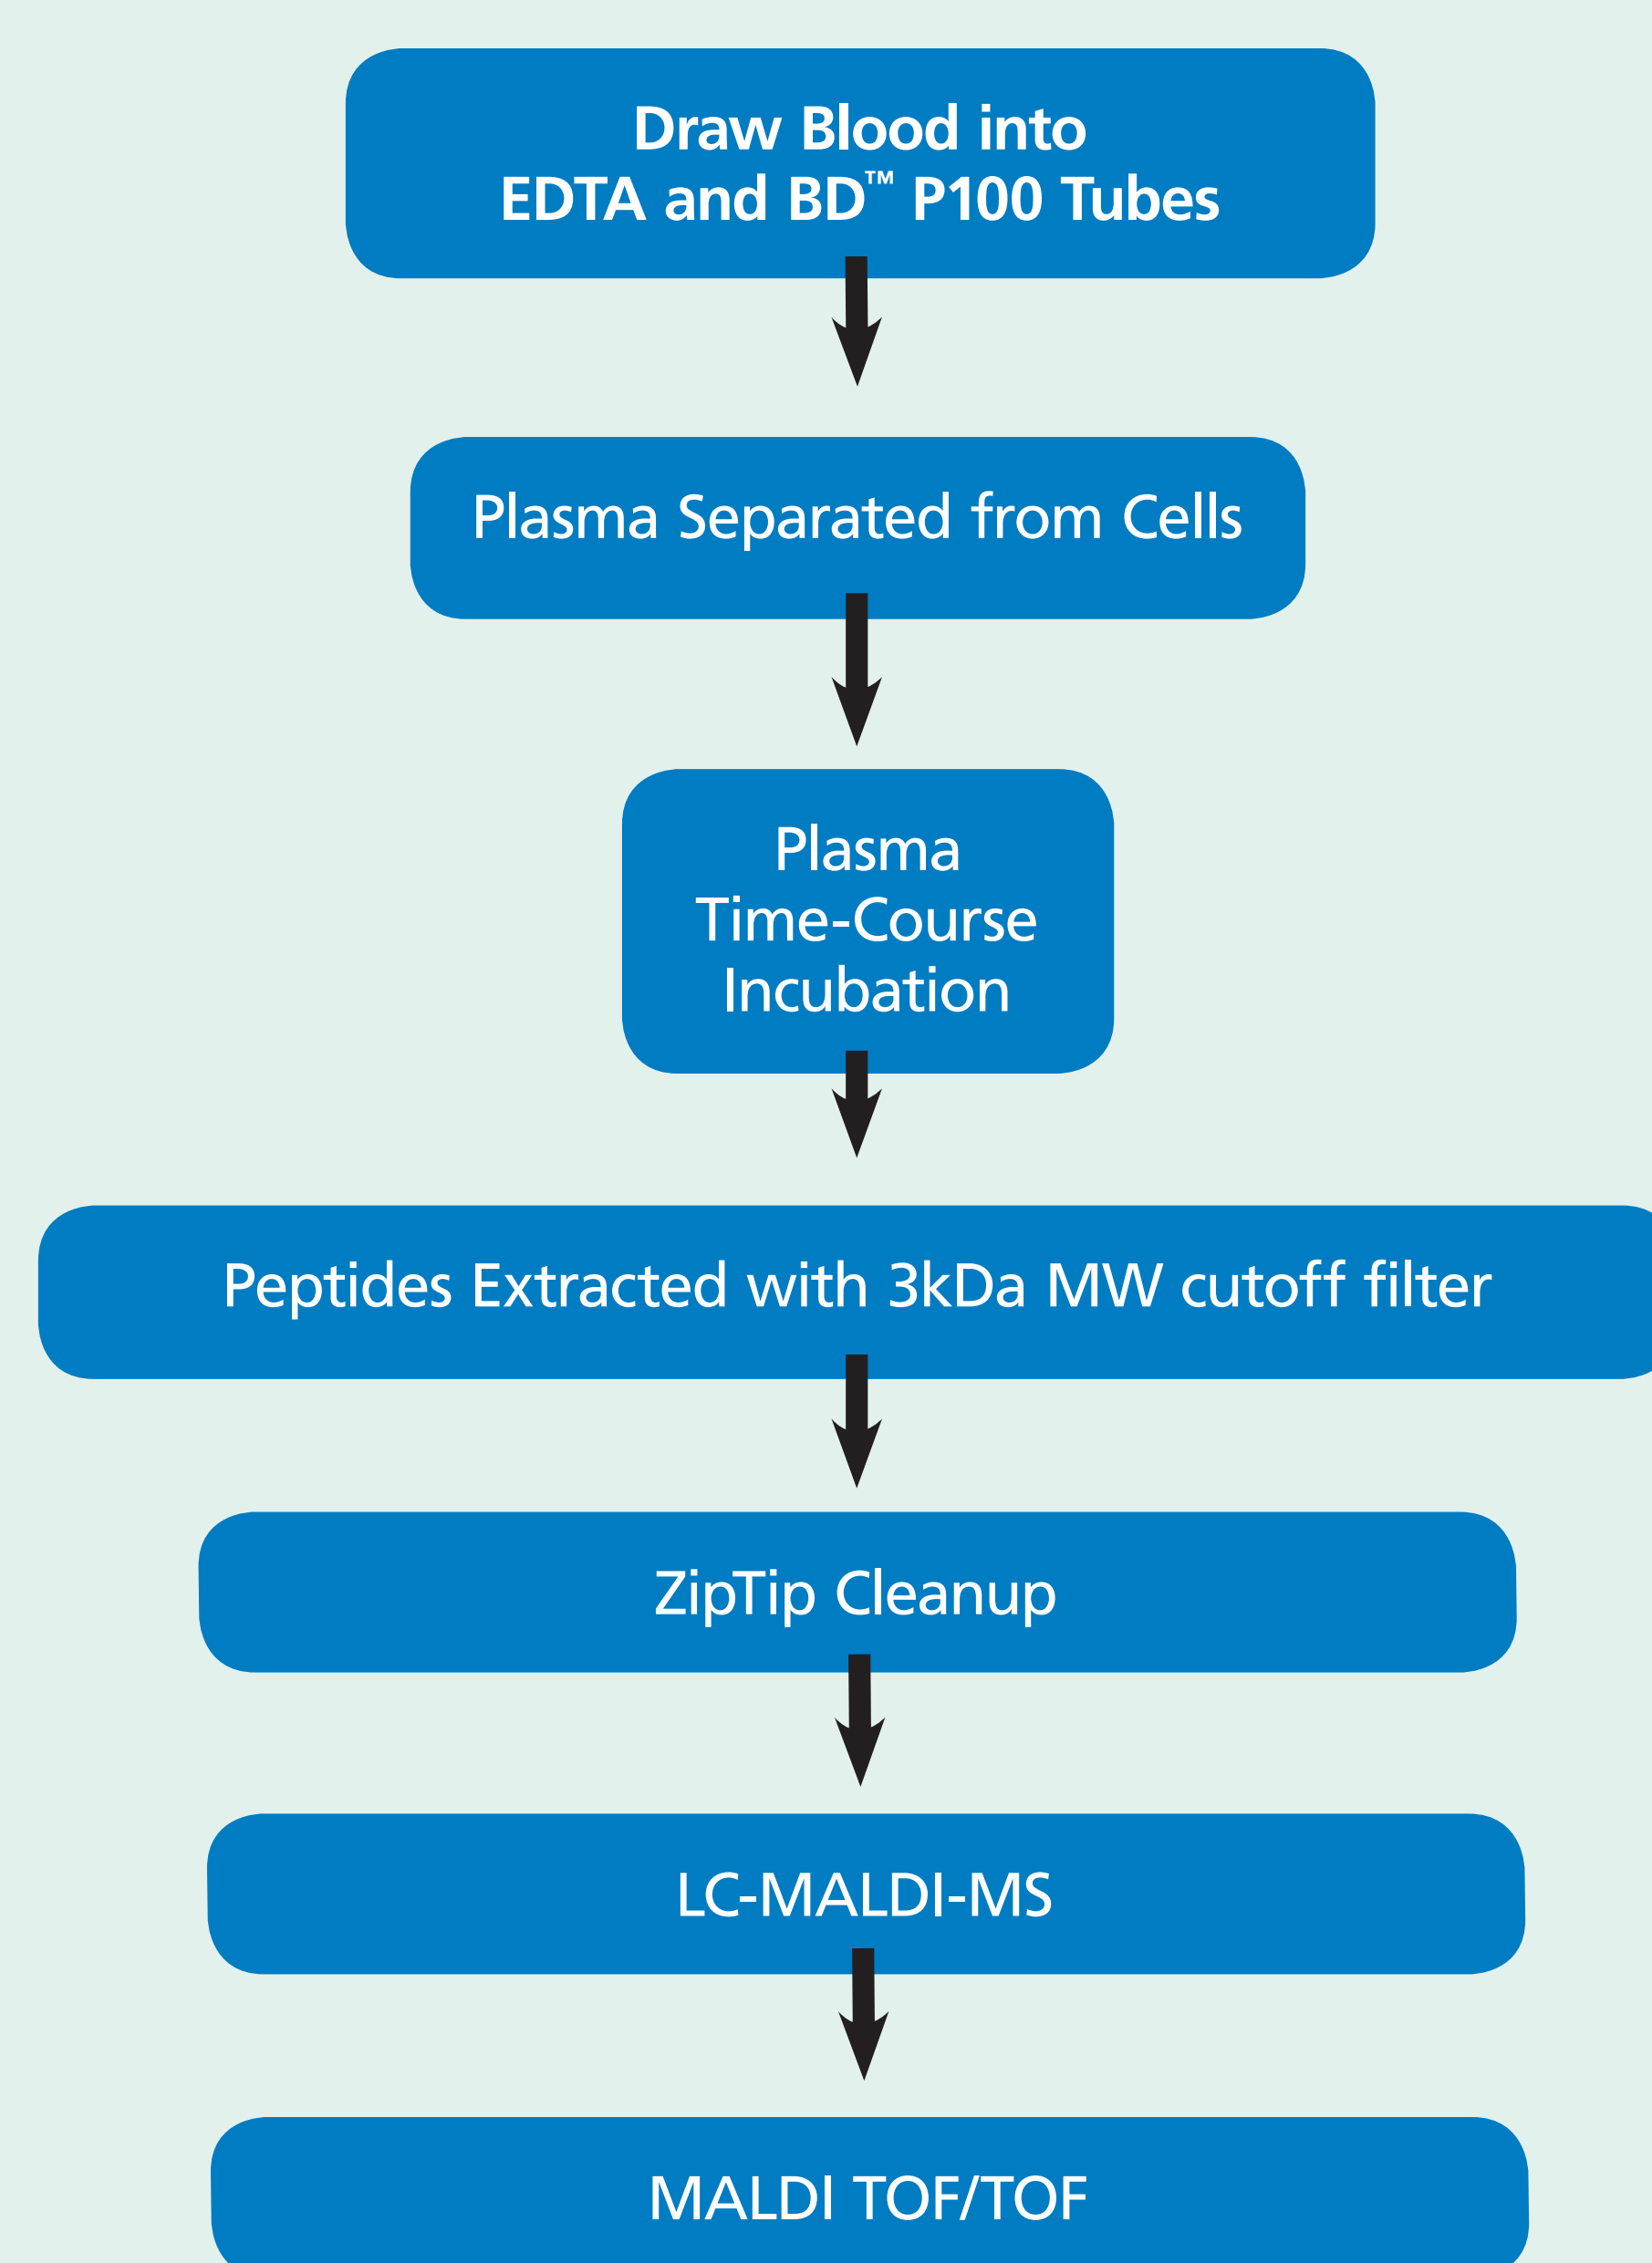 Draw Blood into
EDTA and BD™ P100 Tubes
Plasma Separated from Cells
Plasma
Time-Course
Incubation
Peptides Extracted with 3kDa MW cutoff filter
ZipTip Cleanup
LC-MALDI-MS
MALDI TOF/TOF